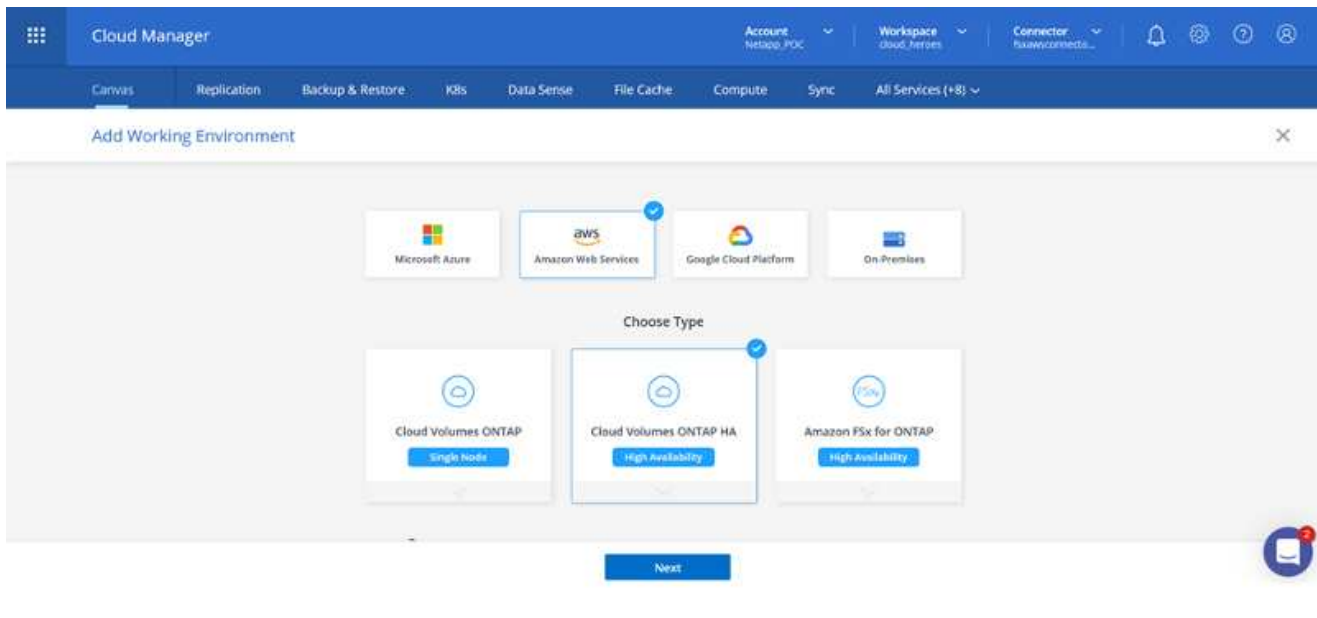 Cloud Manager
Account
Netapp_POC
Workspace
cloud_heroes
Connector
Canvas Replication Backup & Restore K8s Data Sense File Cache Compute Sync All Services (+8)
Add Working Environment
Microsoft Azure
aws
Amazon Web Services
Google Cloud Platform
On-Premises
Choose Type
Cloud Volumes ONTAP
Single Node
Cloud Volumes ONTAP HA
High Availability
FSx
Amazon FSx for ONTAP
High Availability
Next
2